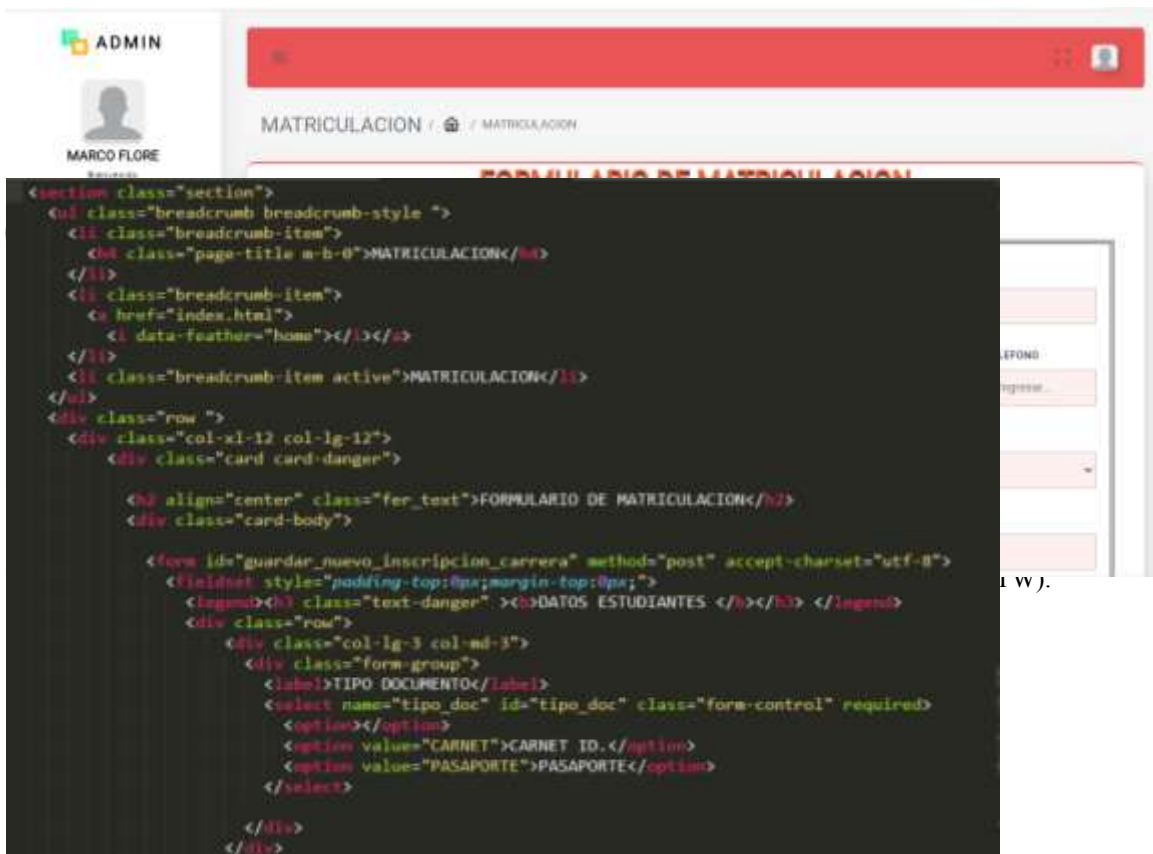 ADMIN
MATRICULACION / / MATRICULACION
MARCO FLORE
FORMULARIO DE MATRICULACION
<section class="section">
<ul class="breadcrumb breadcrumb-style ">
<li class="breadcrumb-item">
<h4 class="page-title m-b-0">MATRICULACION</h4>
</li>
<li class="breadcrumb-item">
<a href="index.html">
<i data-feather="home"></i></a>
</li>
<li class="breadcrumb-item active">MATRICULACION</li>
</ul>
<div class="row ">
<div class="col-xl-12 col-lg-12">
<div class="card card-danger">
<h2 align="center" class="fer_text">FORMULARIO DE MATRICULACION</h2>
<div class="card-body">
<form id="guardar_nuevo_inscripcion_carrera" method="post" accept-charset="utf-8">
<fieldset style="padding-top:0px;margin-top:0px;">
<legend><h3 class="text-danger" ><b>DATOS ESTUDIANTES </b></h3> </legend>
<div class="row">
<div class="col-lg-3 col-md-3">
<div class="form-group">
<label>TIPO DOCUMENTO</label>
<select name="tipo_doc" id="tipo_doc" class="form-control" required>
<option></option>
<option value="CARNET">CARNET ID.</option>
<option value="PASAPORTE">PASAPORTE</option>
</select>
</div>
</div>
LEFONO
ngresar...
W).